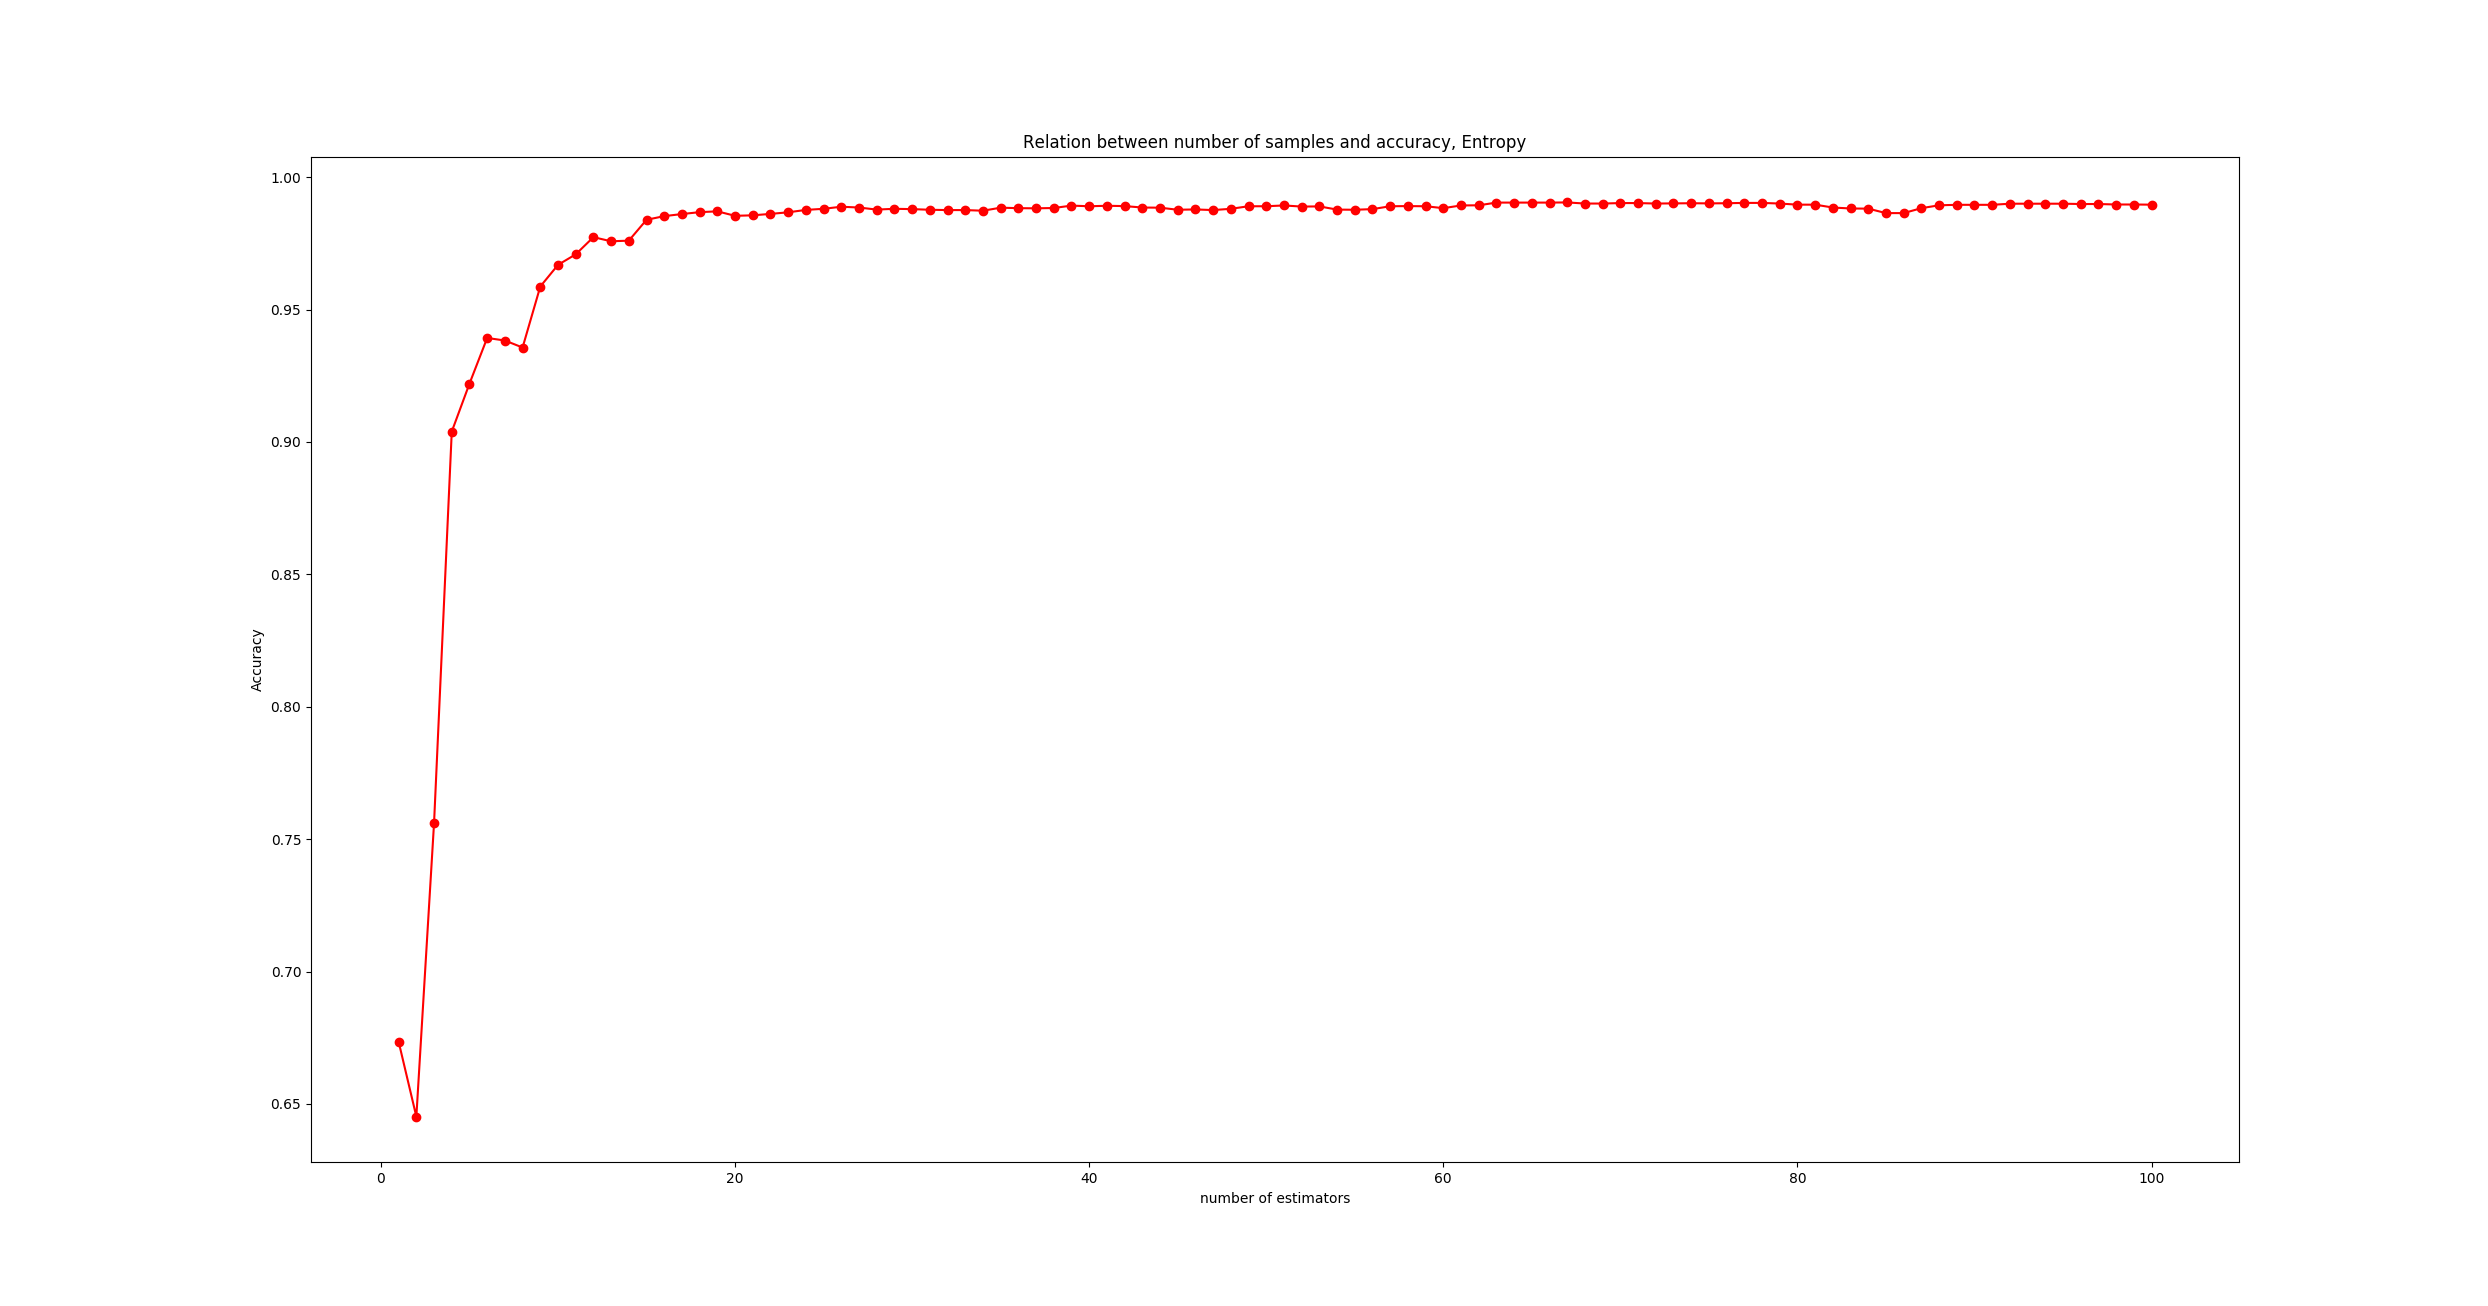 Relation between number of samples and accuracy, Entropy
1.00
0.95
0.90
0.85
0.80
0.75
0.70
0.65
Accuracy
0 20 40 60 80 100
number of estimators